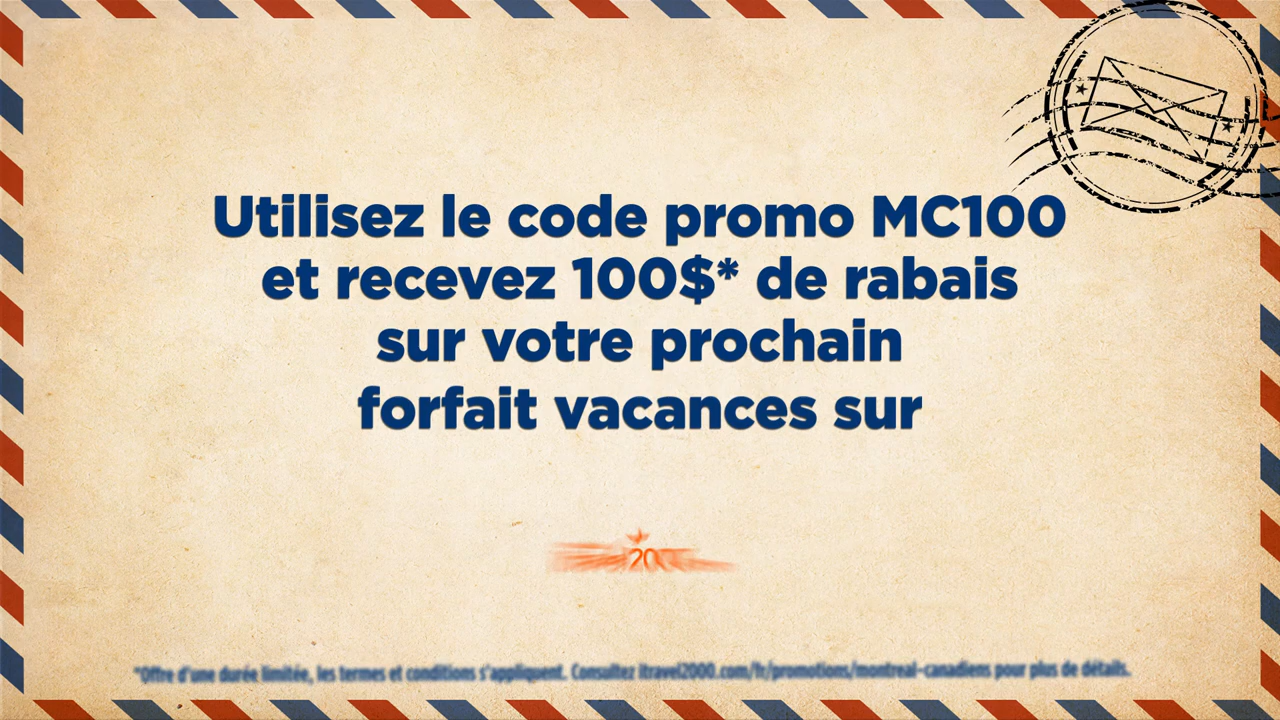 Utilisez le code promo MC100
et recevez 100$* de rabais
sur votre prochain
forfait vacances sur
20
*Offre d'une durée limitée, les termes et conditions s'appliquent. Consultez itravel2000.com/fr/promotions/montreal-canadiens pour plus de détails.